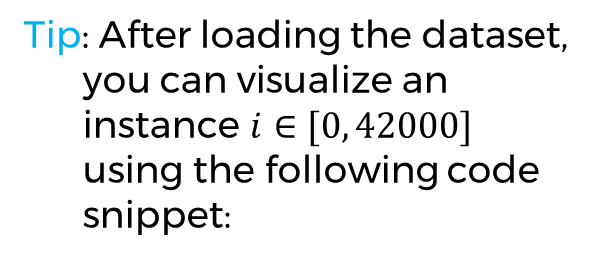 Tip: After loading the dataset,
you can visualize an
instance i ∈ [0, 42000]
using the following code
snippet: